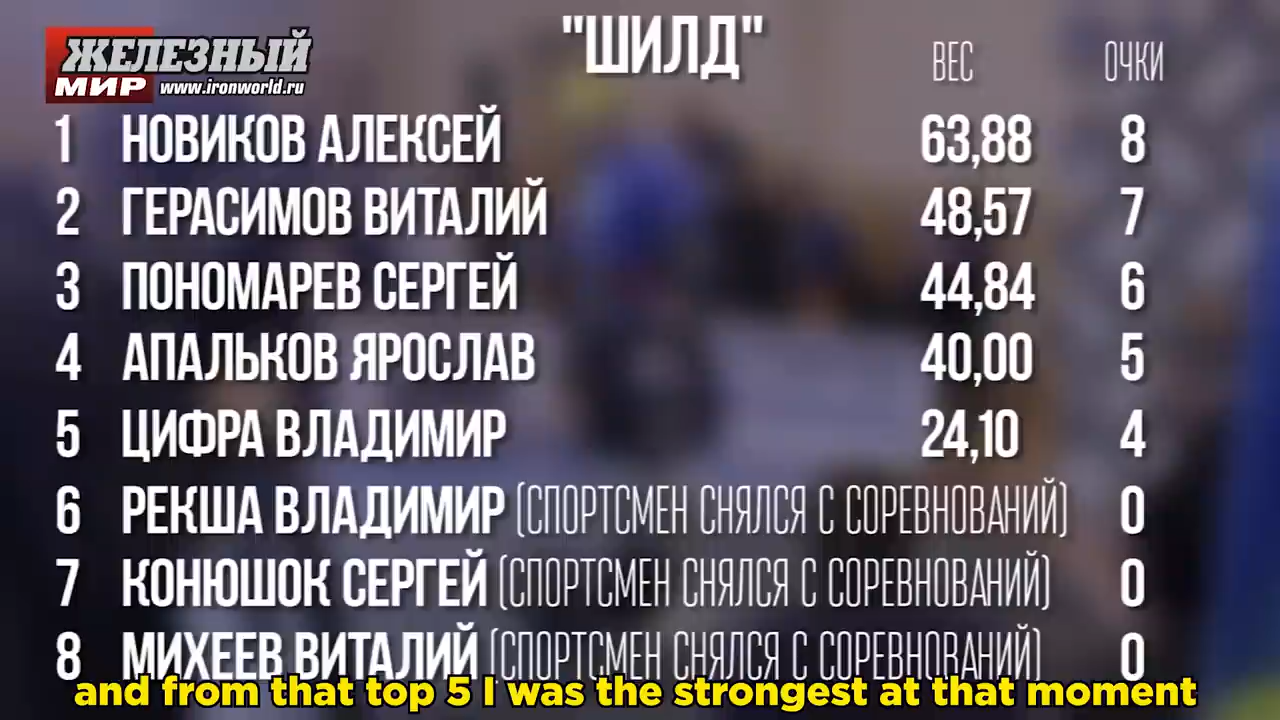 ЖЕЛЕЗНЫЙ
МИР www.ironworld.ru
"ШИЛД" ВЕС ОЧКИ
1 НОВИКОВ АЛЕКСЕЙ 63,88 8
2 ГЕРАСИМОВ ВИТАЛИЙ 48,57 7
3 ПОНОМАРЕВ СЕРГЕЙ 44,84 6
4 АПАЛЬКОВ ЯРОСЛАВ 40,00 5
5 ЦИФРА ВЛАДИМИР 24,10 4
6 РЕКША ВЛАДИМИР (СПОРТСМЕН СНЯЛСЯ С СОРЕВНОВАНИЙ) 0
7 КОНЮШОК СЕРГЕЙ (СПОРТСМЕН СНЯЛСЯ С СОРЕВНОВАНИЙ) 0
8 МИХЕЕВ ВИТАЛИЙ (СПОРТСМЕН СНЯЛСЯ С СОРЕВНОВАНИЙ) 0
and from that top 5 I was the strongest at that moment